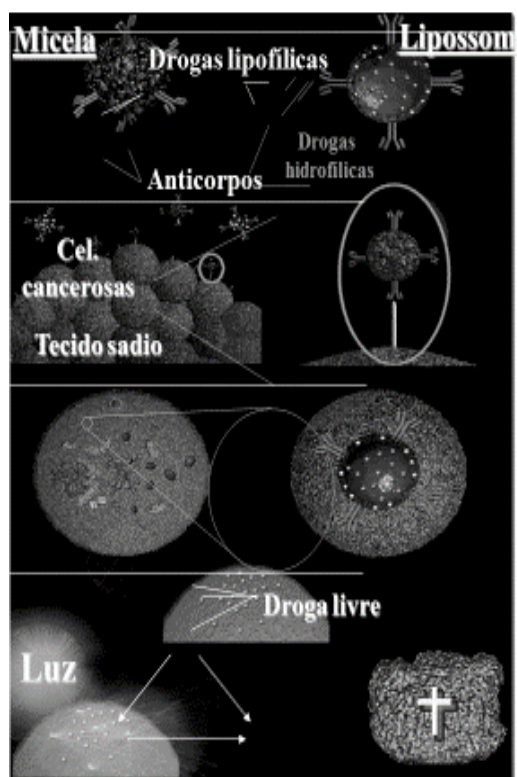 Micela
Lipossom
Drogas lipofílicas
Drogas
hidrofílicas
Anticorpos
Cel.
cancerosas
Tecido sadio
Droga livre
Luz